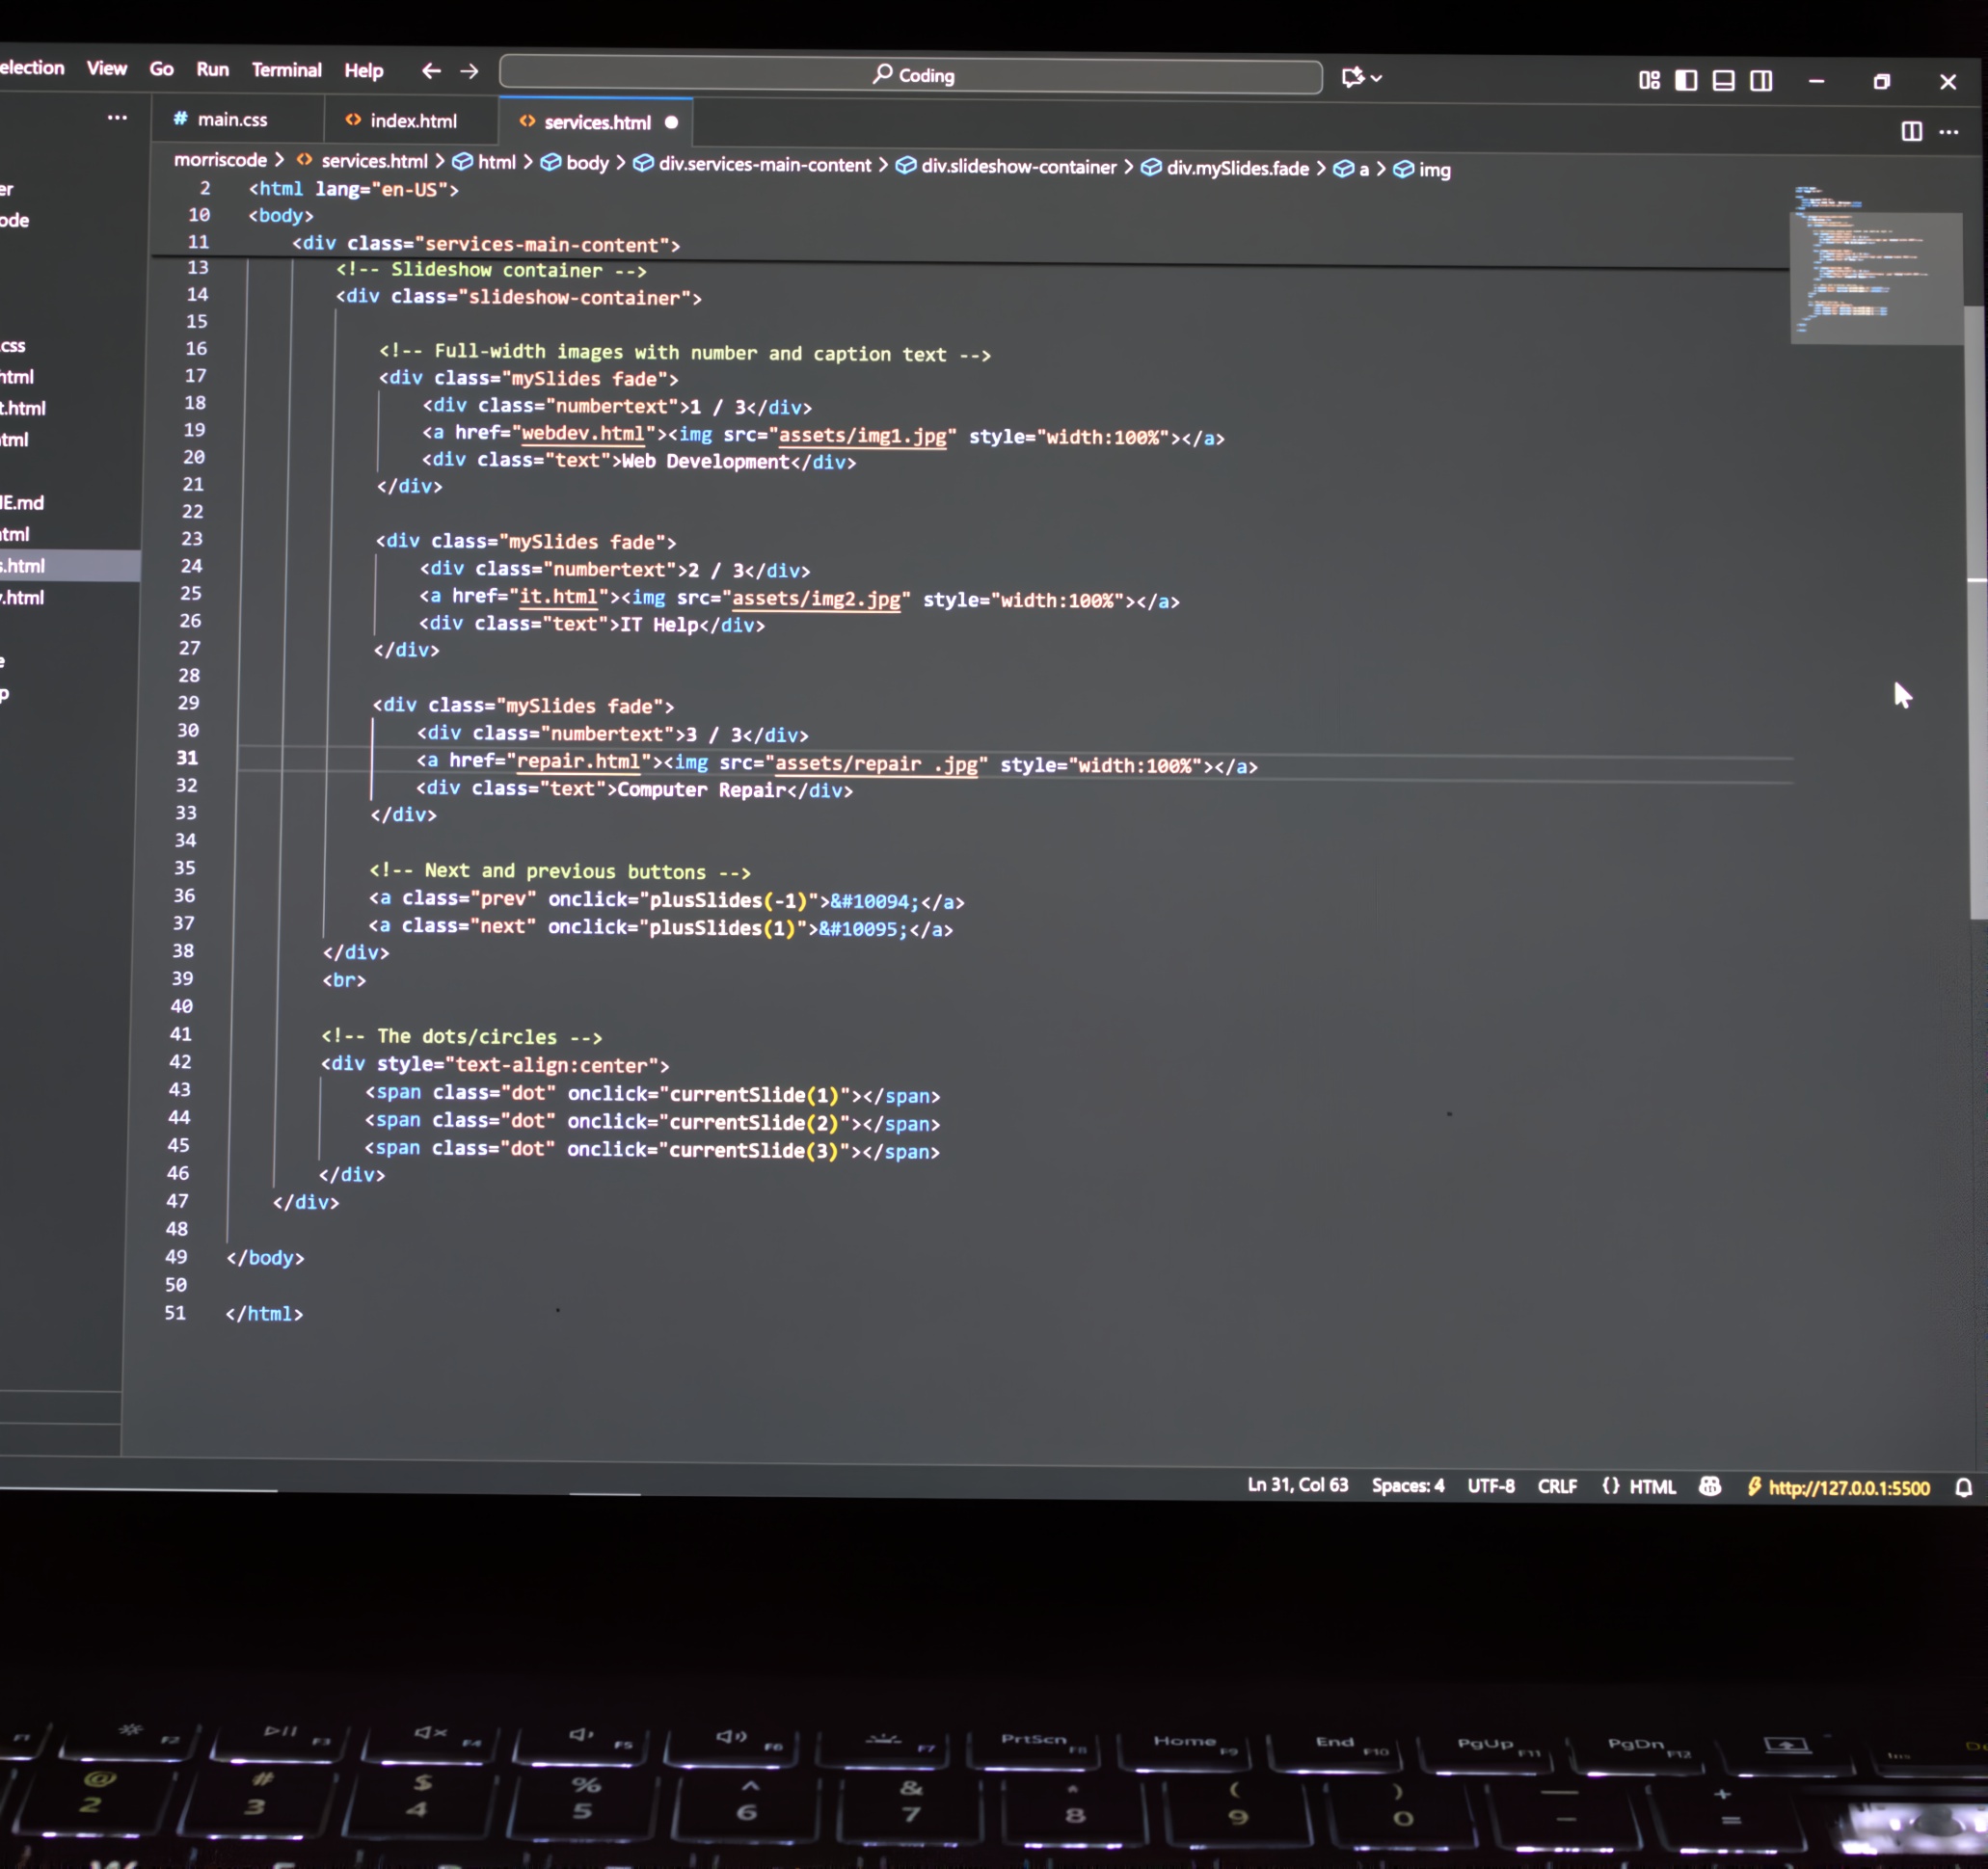 election View Go Run Terminal Help Coding
main.css index.html services.html
morriscode > services.html > html > body > div.services-main-content > div.slideshow-container > div.mySlides.fade > a > img
er
ode
.css
html
t.html
tml
IE.md
html
s.html
v.html
e
p
2 <html lang="en-US">
10 <body>
11 <div class="services-main-content">
13 <!-- Slideshow container -->
14 <div class="slideshow-container">
15
16 <!-- Full-width images with number and caption text -->
17 <div class="mySlides fade">
18 <div class="numbertext">1 / 3</div>
19 <a href="webdev.html"><img src="assets/img1.jpg" style="width:100%"></a>
20 <div class="text">Web Development</div>
21 </div>
22
23 <div class="mySlides fade">
24 <div class="numbertext">2 / 3</div>
25 <a href="it.html"><img src="assets/img2.jpg" style="width:100%"></a>
26 <div class="text">IT Help</div>
27 </div>
28
29 <div class="mySlides fade">
30 <div class="numbertext">3 / 3</div>
31 <a href="repair.html"><img src="assets/repair .jpg" style="width:100%"></a>
32 <div class="text">Computer Repair</div>
33 </div>
34
35 <!-- Next and previous buttons -->
36 <a class="prev" onclick="plusSlides(-1)">&#10094;</a>
37 <a class="next" onclick="plusSlides(1)">&#10095;</a>
38 </div>
39 <br>
40
41 <!-- The dots/circles -->
42 <div style="text-align:center">
43 <span class="dot" onclick="currentSlide(1)"></span>
44 <span class="dot" onclick="currentSlide(2)"></span>
45 <span class="dot" onclick="currentSlide(3)"></span>
46 </div>
47 </div>
48
49 </body>
50
51 </html>
Ln 31, Col 63 Spaces: 4 UTF-8 CRLF {} HTML http://127.0.0.1:5500
F1 F2 F3 F4 F5 F6 F7 PrtScn F8 Home F9 End F10 PgUp F11 PgDn F12 Ins
@ # $ % ^ & * ( ) — +
2 3 4 5 6 7 8 9 0 - =